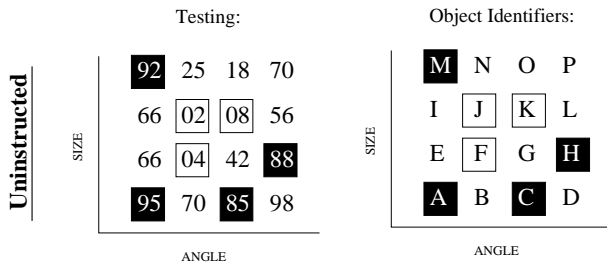 Testing:
Object Identifiers:
Uninstructed
SIZE
92 25 18 70
66 02 08 56
66 04 42 88
95 70 85 98
ANGLE
SIZE
M N O P
I J K L
E F G H
A B C D
ANGLE